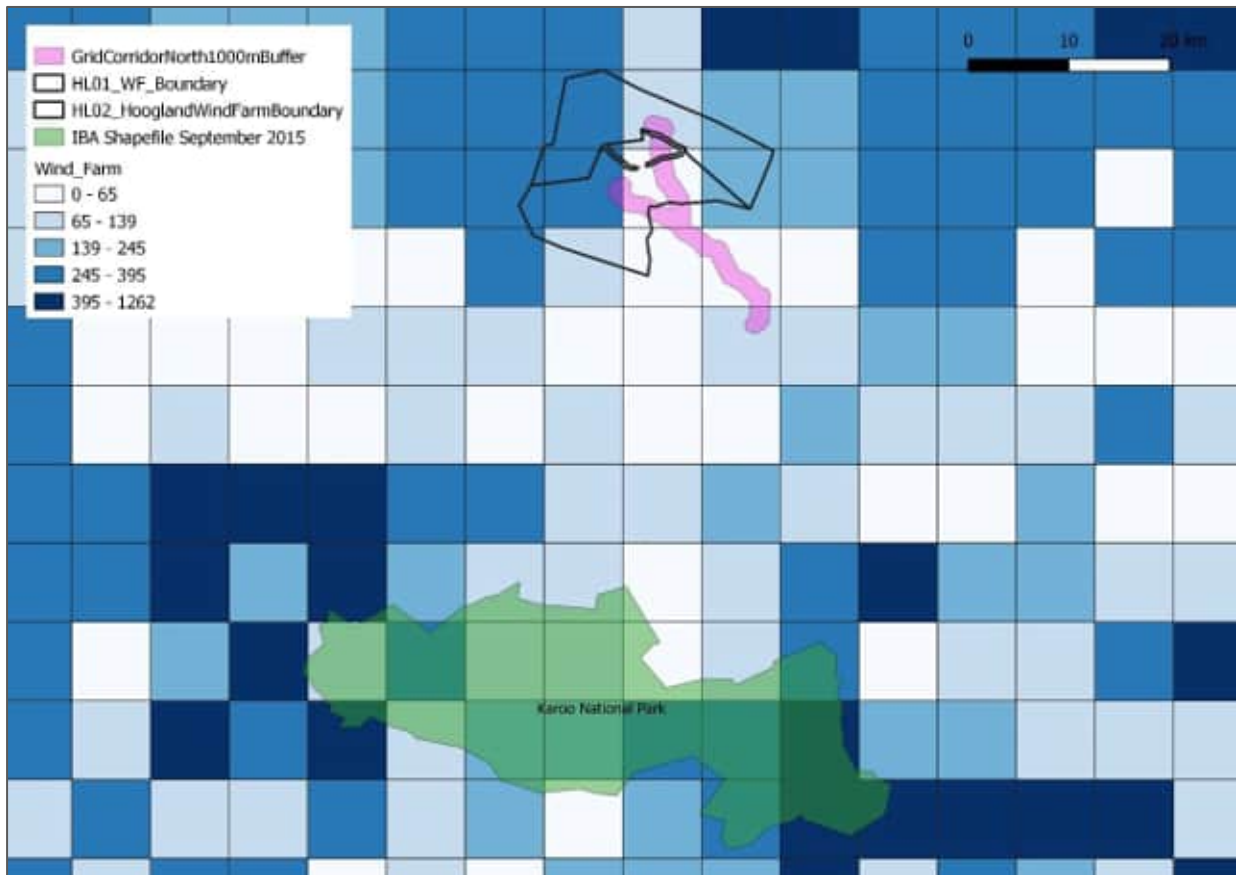 GridCorridorNorth1000mBuffer
HL01_WF_Boundary
HL02_HooglandWindFarmBoundary
IBA Shapefile September 2015
Wind_Farm
0 - 65
65 - 139
139 - 245
245 - 395
395 - 1262
0 10 20 km
Karoo National Park